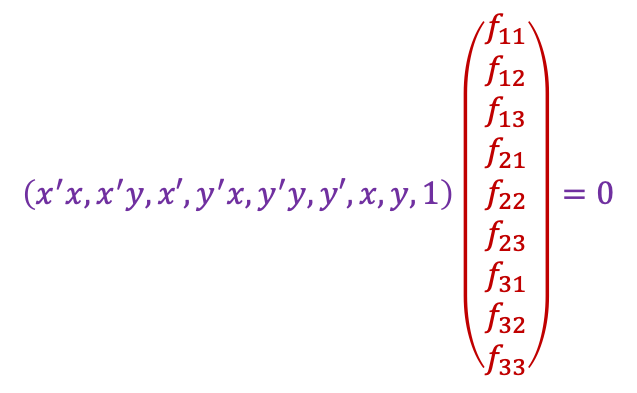 f₁₁
f₁₂
f₁₃
f₂₁
(x′x, x′y, x′, y′x, y′y, y′, x, y, 1) f₂₂ = 0
f₂₃
f₃₁
f₃₂
f₃₃